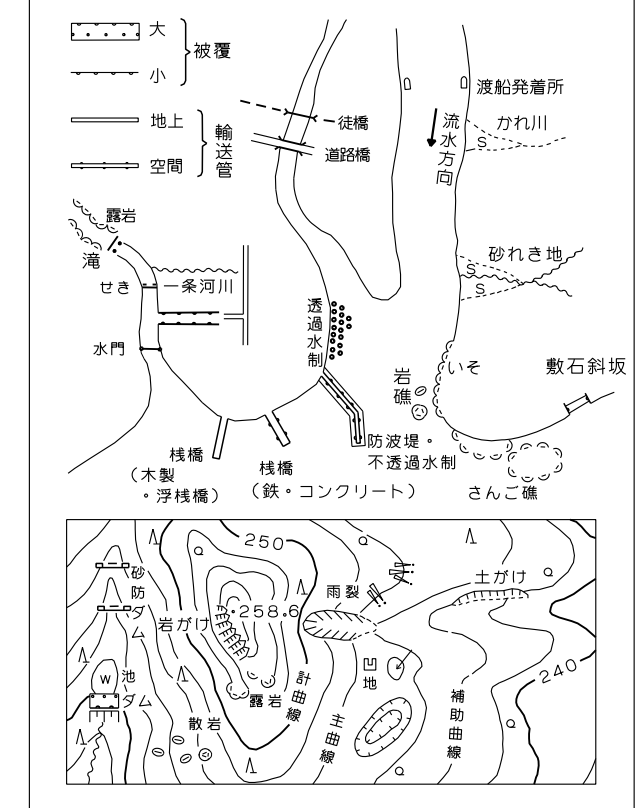 大
小
被覆
地上
空間
輸送管
徒橋
道路橋
渡船発着所
流水方向
かれ川
S
砂れき地
S
S
露岩
滝
せき
一条河川
水門
透過水制
岩礁
いそ
敷石斜坂
桟橋
(木製
・浮桟橋)
桟橋
(鉄・コンクリート)
防波堤・
不透過水制
さんご礁
250
258.6
砂防ダム
岩がけ
雨裂
土がけ
凹地
池
W
ダム
散岩
露岩
計曲線
主曲線
補助曲線
240